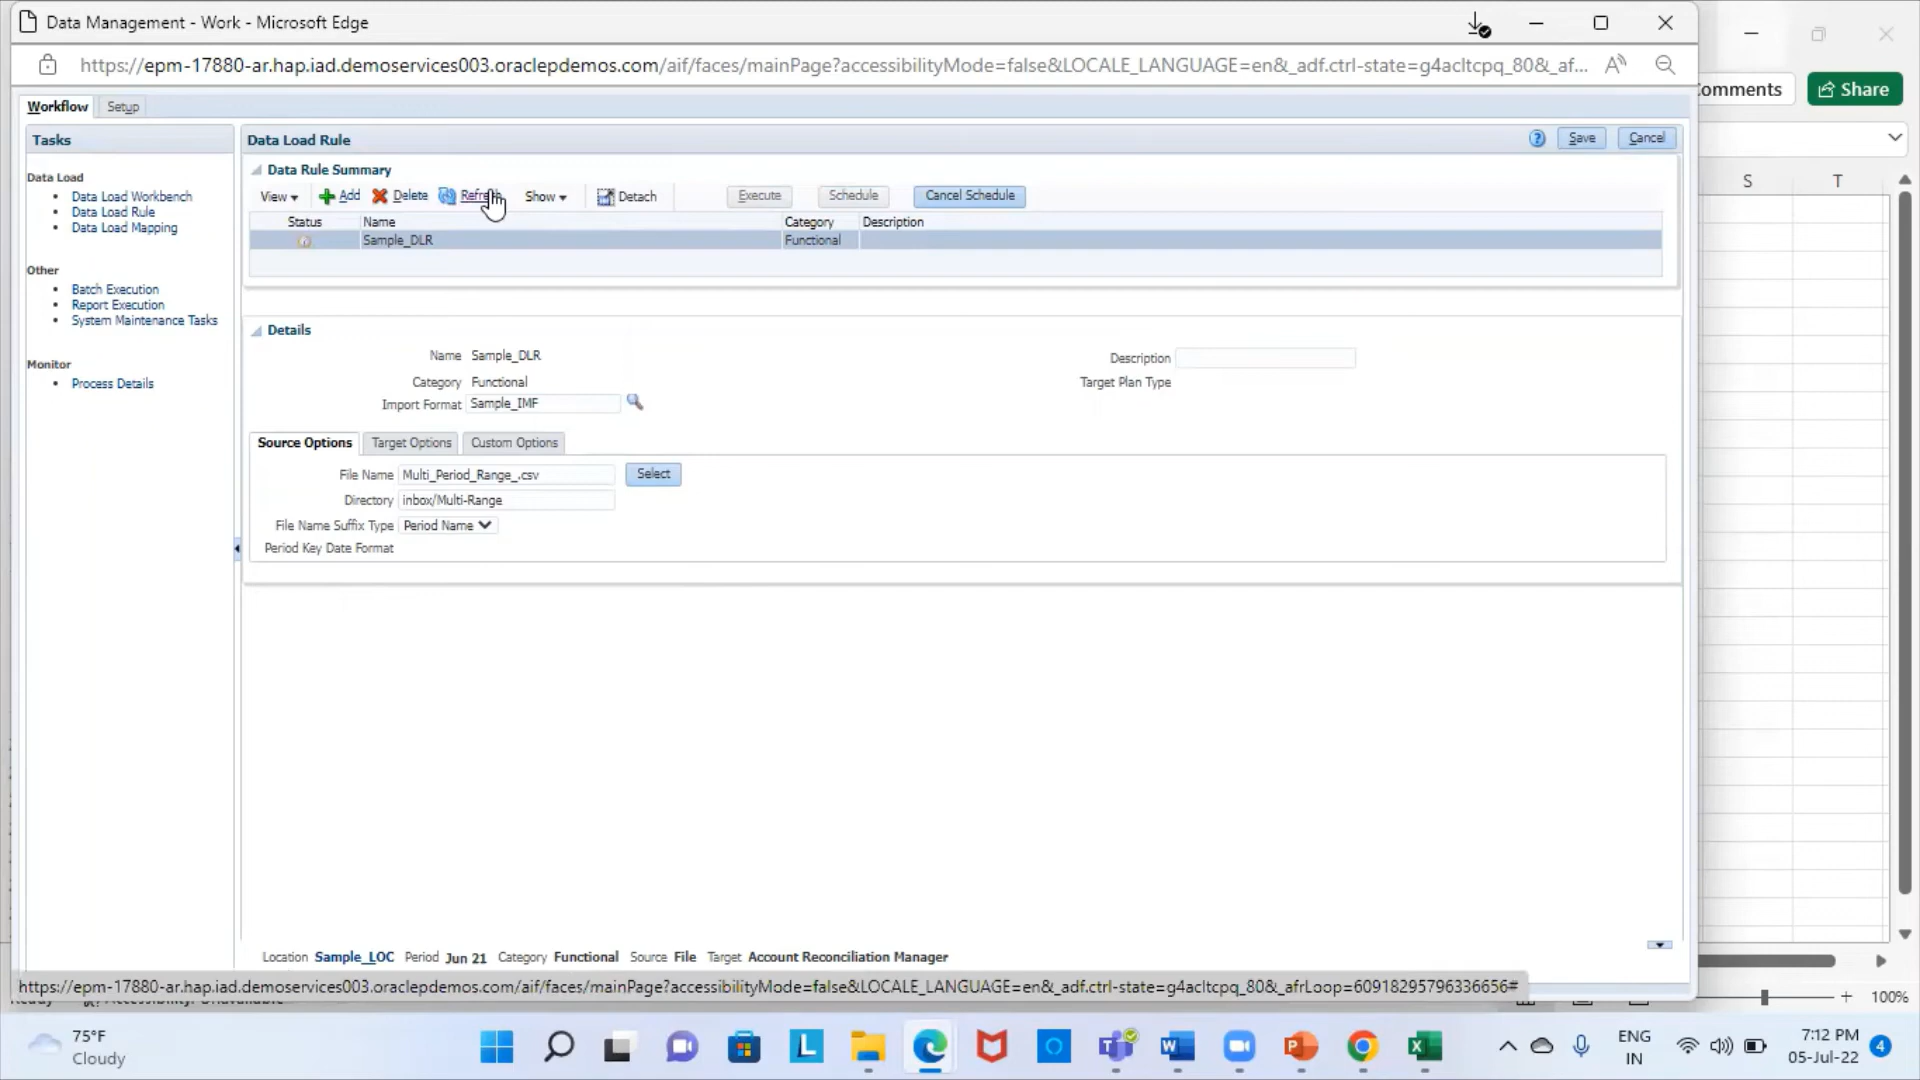 Data Management - Work - Microsoft Edge
https://epm-17880-ar.hap.iad.demoservices003.oraclepdemos.com/aif/faces/mainPage?accessibilityMode=false&LOCALE_LANGUAGE=en&_adf.ctrl-state=g4acltcpq_80&_af...
omments
Share
Workflow
Setup
Tasks
Data Load Rule
Save
Cancel
Data Rule Summary
Data Load
Data Load Workbench
Data Load Rule
Data Load Mapping
View
Add
Delete
Refresh
Show
Detach
Execute
Schedule
Cancel Schedule
S
T
Status
Name
Category
Description
Sample_DLR
Functional
Other
Batch Execution
Report Execution
System Maintenance Tasks
Monitor
Process Details
Details
Name Sample_DLR
Category Functional
Import Format Sample_IMF
Description
Target Plan Type
Source Options
Target Options
Custom Options
File Name Multi_Period_Range_.csv
Select
Directory inbox/Multi-Range
File Name Suffix Type Period Name
Period Key Date Format
Location Sample_LOC Period Jun 21 Category Functional Source File Target Account Reconciliation Manager
https://epm-17880-ar.hap.iad.demoservices003.oraclepdemos.com/aif/faces/mainPage?accessibilityMode=false&LOCALE_LANGUAGE=en&_adf.ctrl-state=g4acltcpq_80&_afrLoop=60918295796336656#
100%
75°F
Cloudy
ENG
IN
7:12 PM
05-Jul-22
4